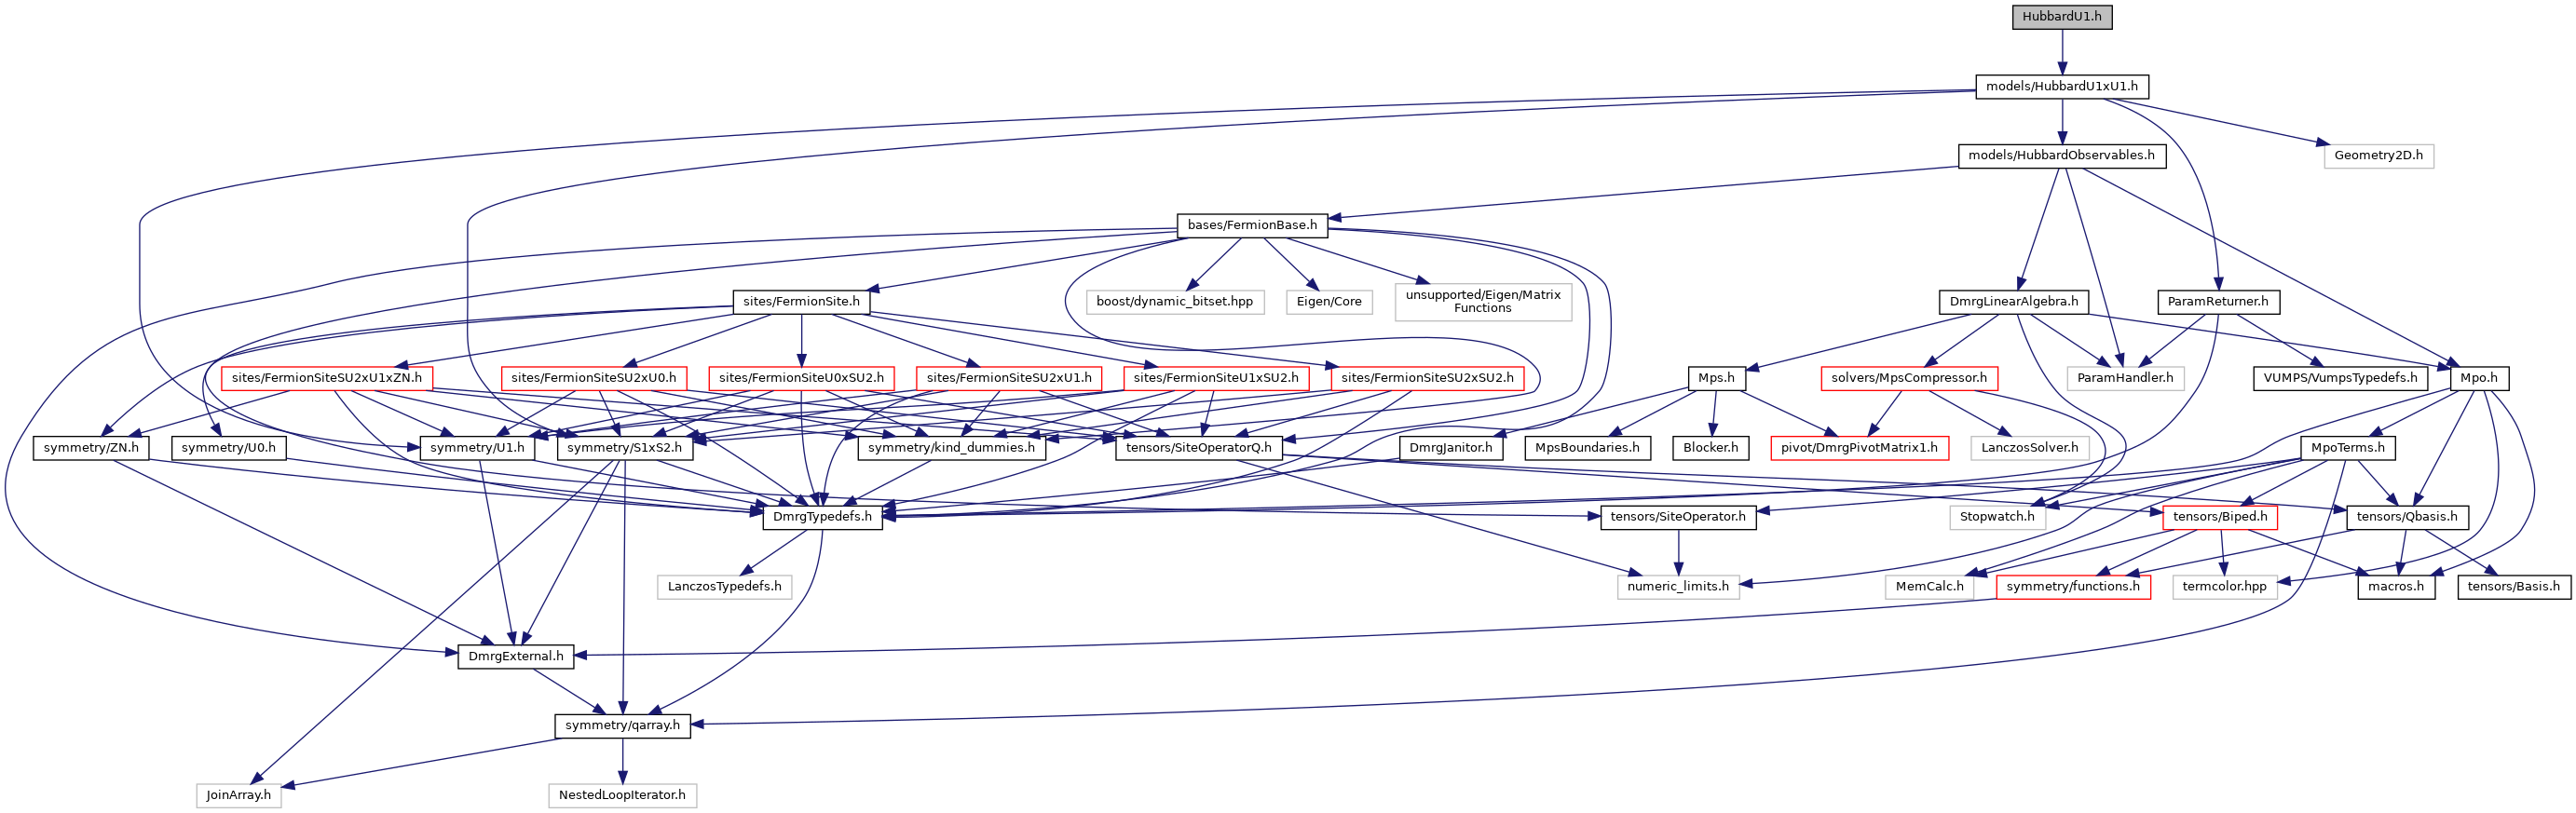 HubbardU1.h
models/HubbardU1xU1.h
models/HubbardObservables.h
Geometry2D.h
bases/FermionBase.h
sites/FermionSite.h
boost/dynamic_bitset.hpp
Eigen/Core
unsupported/Eigen/Matrix
Functions
DmrgLinearAlgebra.h
ParamReturner.h
sites/FermionSiteSU2xU1xZN.h
sites/FermionSiteSU2xU0.h
sites/FermionSiteU0xSU2.h
sites/FermionSiteSU2xU1.h
sites/FermionSiteU1xSU2.h
sites/FermionSiteSU2xSU2.h
Mps.h
solvers/MpsCompressor.h
ParamHandler.h
VUMPS/VumpsTypedefs.h
Mpo.h
symmetry/ZN.h
symmetry/U0.h
symmetry/U1.h
symmetry/S1xS2.h
symmetry/kind_dummies.h
tensors/SiteOperatorQ.h
DmrgJanitor.h
MpsBoundaries.h
Blocker.h
pivot/DmrgPivotMatrix1.h
LanczosSolver.h
MpoTerms.h
DmrgTypedefs.h
tensors/SiteOperator.h
Stopwatch.h
tensors/Biped.h
tensors/Qbasis.h
LanczosTypedefs.h
numeric_limits.h
MemCalc.h
symmetry/functions.h
termcolor.hpp
macros.h
tensors/Basis.h
DmrgExternal.h
symmetry/qarray.h
JoinArray.h
NestedLoopIterator.h